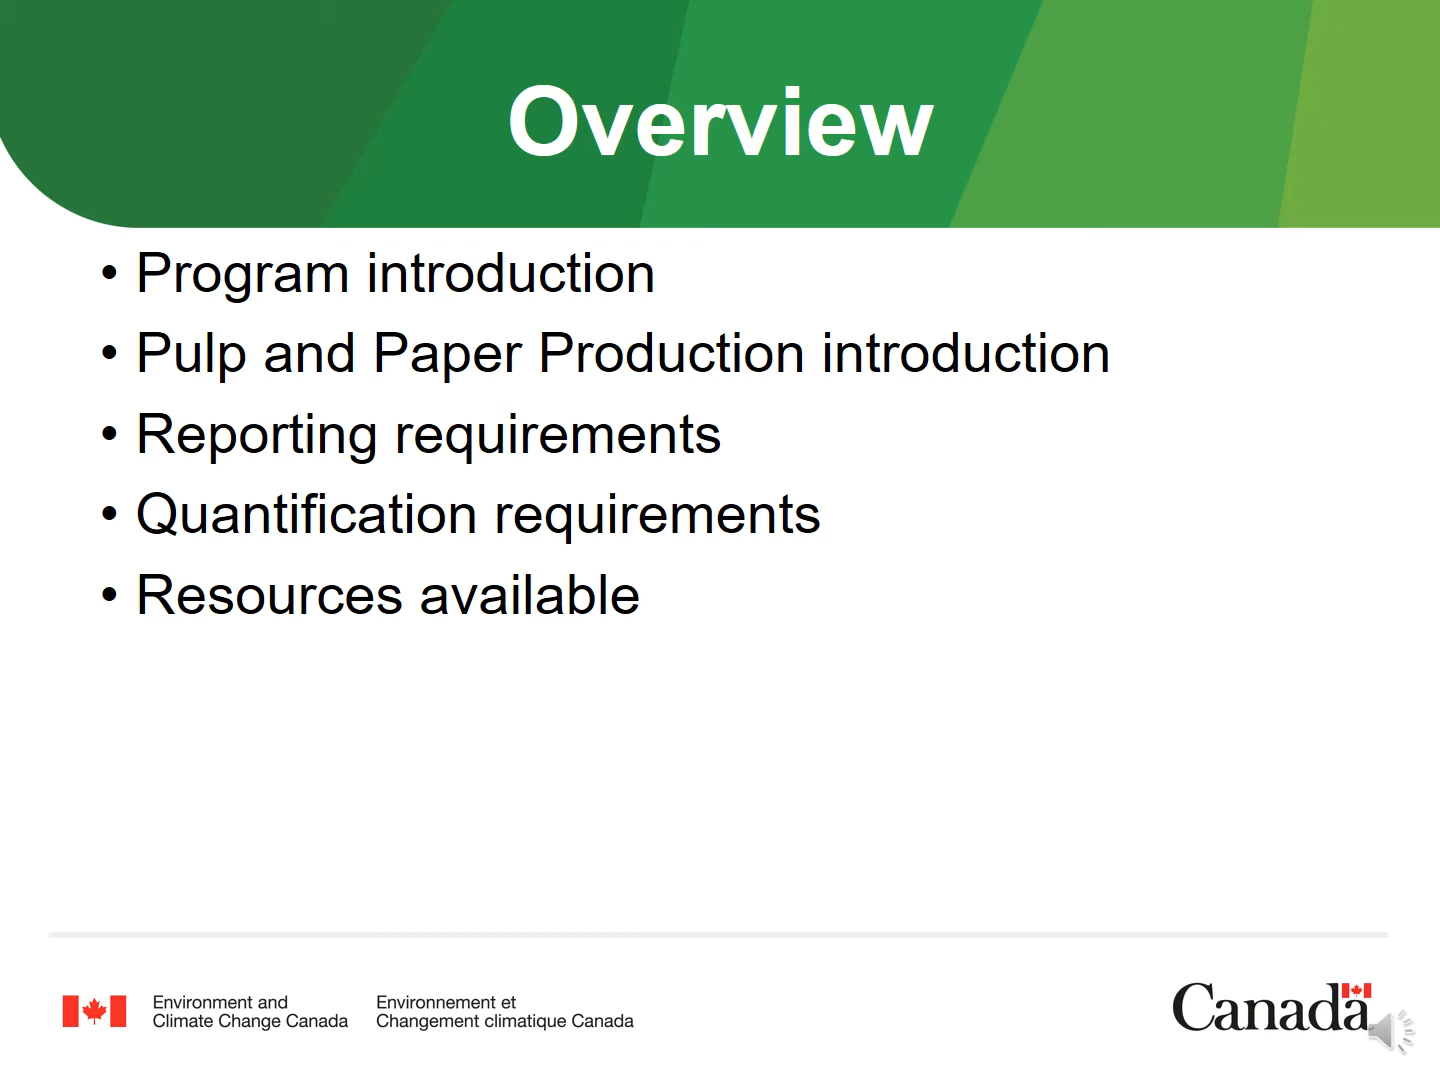 Overview
• Program introduction
• Pulp and Paper Production introduction
• Reporting requirements
• Quantification requirements
• Resources available
Environment and
Climate Change Canada
Environnement et
Changement climatique Canada
Canada